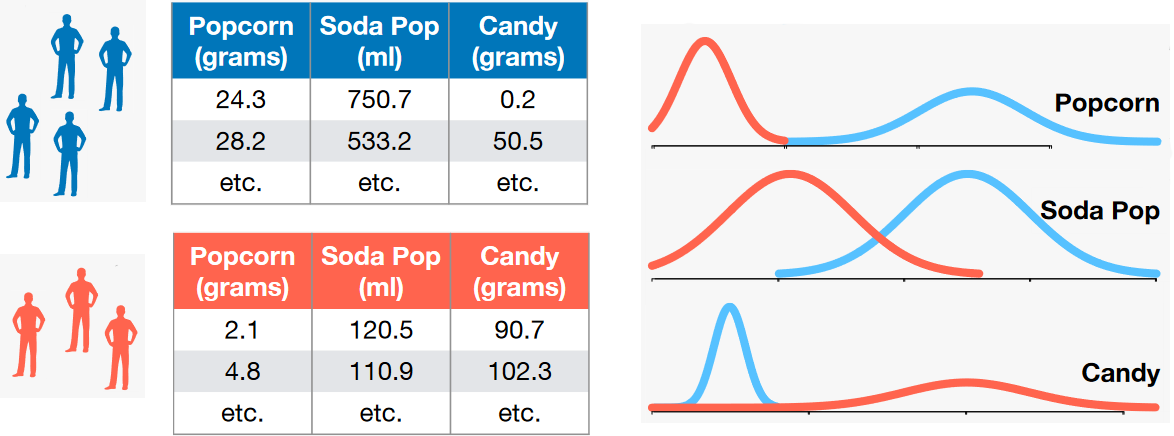 Popcorn (grams) Soda Pop (ml) Candy (grams)
24.3 750.7 0.2
28.2 533.2 50.5
etc. etc. etc.
Popcorn (grams) Soda Pop (ml) Candy (grams)
2.1 120.5 90.7
4.8 110.9 102.3
etc. etc. etc.
Popcorn
Soda Pop
Candy